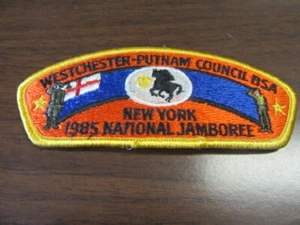 WESTCHESTER-PUTNAM COUNCIL BSA
NEW YORK
1985 NATIONAL JAMBOREE